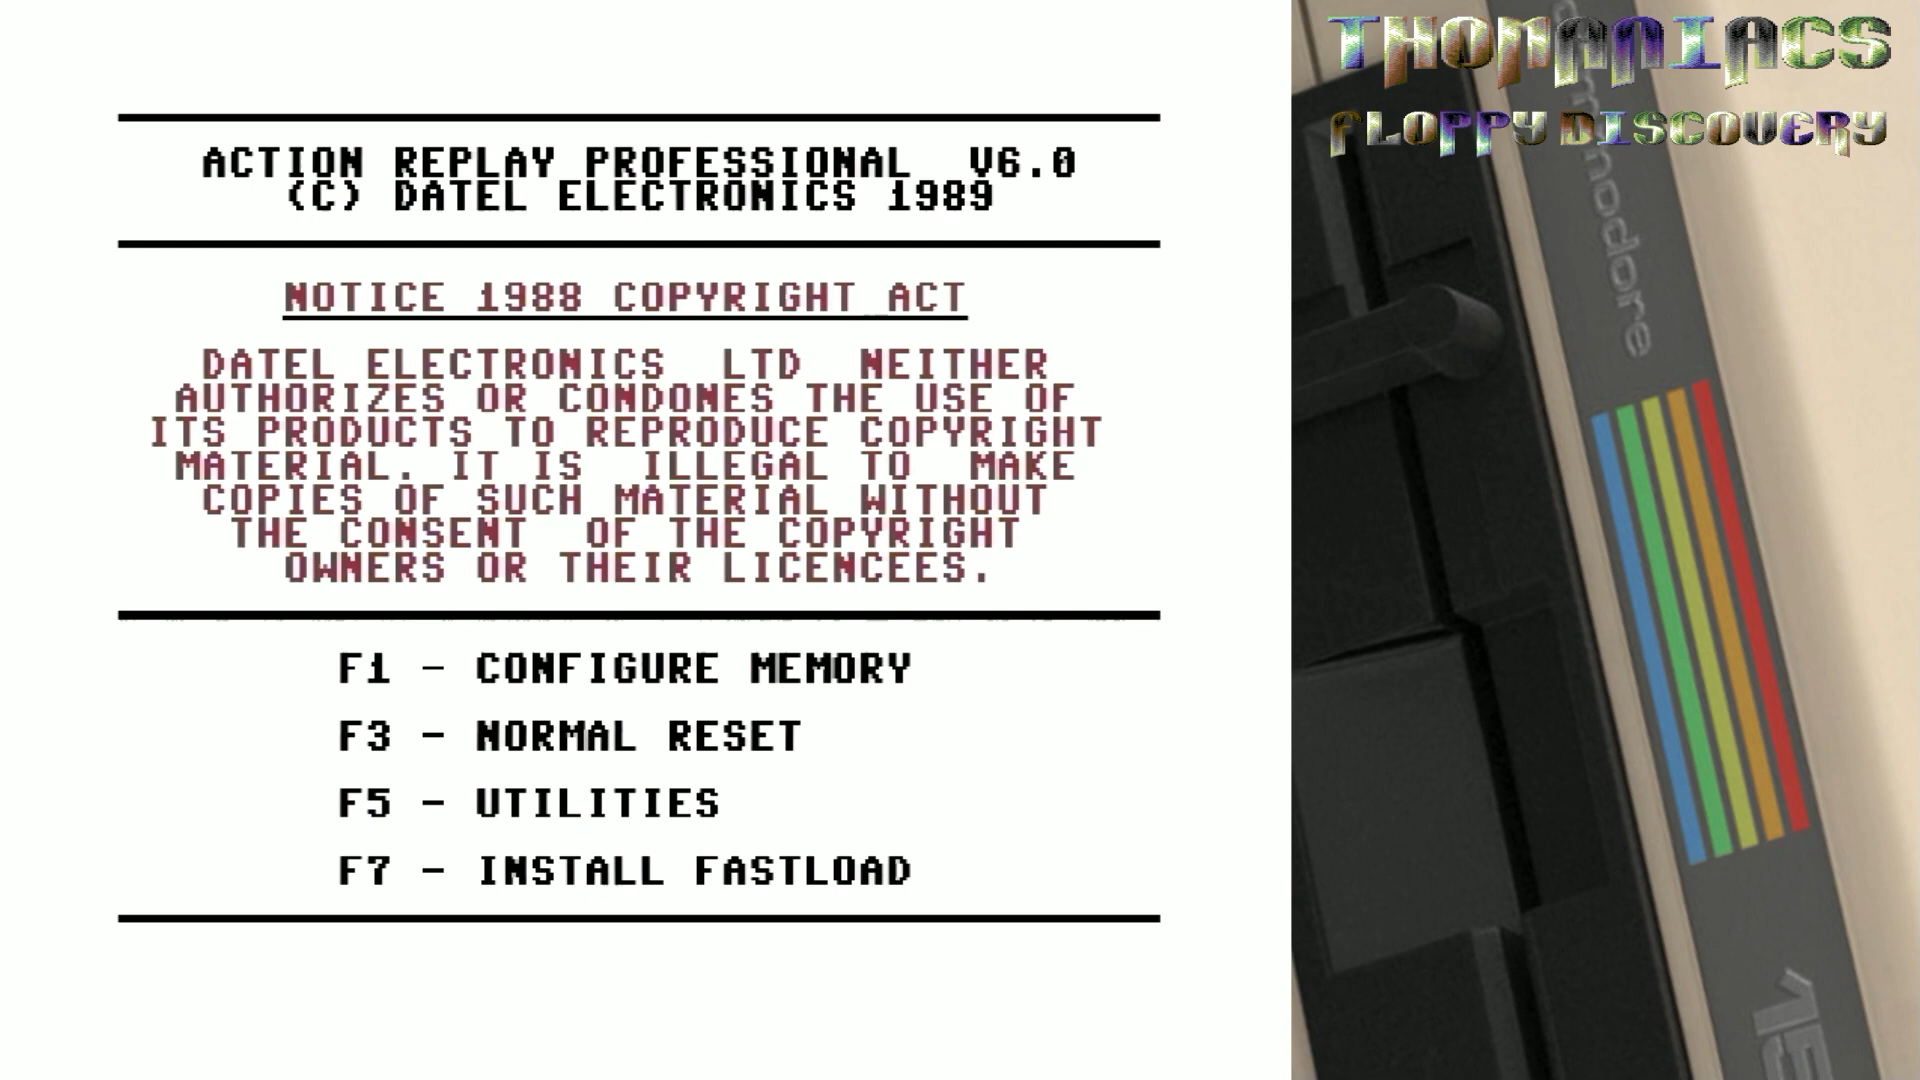 ACTION REPLAY PROFESSIONAL V6.0
(C) DATEL ELECTRONICS 1989
NOTICE 1988 COPYRIGHT ACT
DATEL ELECTRONICS LTD NEITHER
AUTHORIZES OR CONDONES THE USE OF
ITS PRODUCTS TO REPRODUCE COPYRIGHT
MATERIAL. IT IS ILLEGAL TO MAKE
COPIES OF SUCH MATERIAL WITHOUT
THE CONSENT OF THE COPYRIGHT
OWNERS OR THEIR LICENCEES.
F1 - CONFIGURE MEMORY
F3 - NORMAL RESET
F5 - UTILITIES
F7 - INSTALL FASTLOAD
THOMANIACS
FLOPPY DISCOVERY
commodore
15